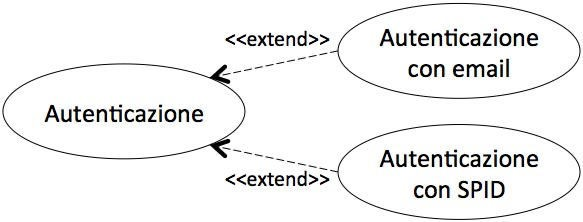 <<extend>>
Autenticazione
con email
Autenticazione
Autenticazione
con SPID
<<extend>>